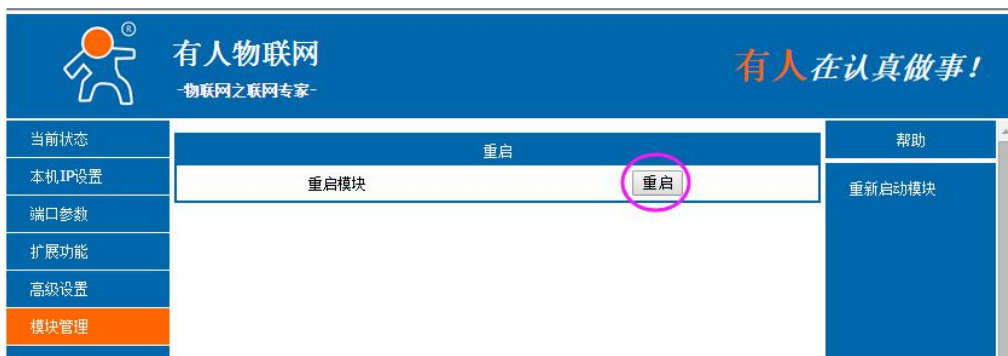 ®
有人物联网
-物联网之联网专家-
有人在认真做事!
当前状态
本机IP设置
端口参数
扩展功能
高级设置
模块管理
重启
重启模块
重启
帮助
重新启动模块